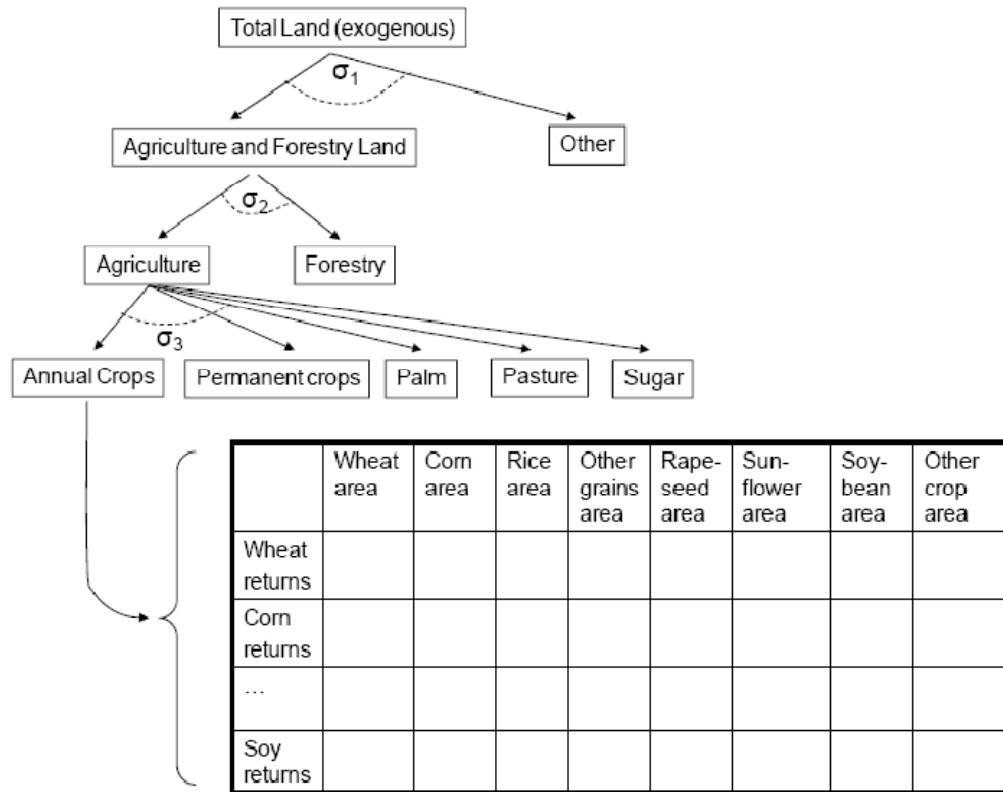 Total Land (exogenous)
σ1
Agriculture and Forestry Land
Other
σ2
Agriculture
Forestry
σ3
Annual Crops
Permanent crops
Palm
Pasture
Sugar
Wheat area
Corn area
Rice area
Other grains area
Rape-seed area
Sun-flower area
Soy-bean area
Other crop area
Wheat returns
Corn returns
...
Soy returns